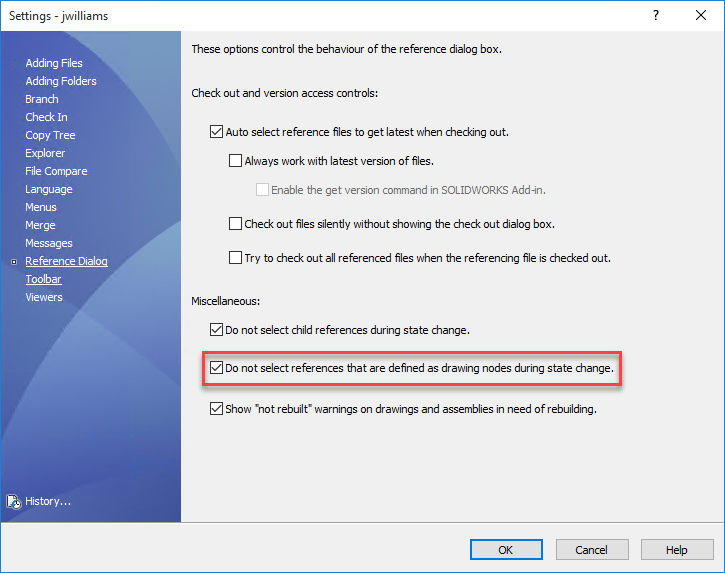 Settings - jwilliams
Adding Files
Adding Folders
Branch
Check In
Copy Tree
Explorer
File Compare
Language
Menus
Merge
Messages
Reference Dialog
Toolbar
Viewers
History...
These options control the behaviour of the reference dialog box.
Check out and version access controls:
Auto select reference files to get latest when checking out.
Always work with latest version of files.
Enable the get version command in SOLIDWORKS Add-in.
Check out files silently without showing the check out dialog box.
Try to check out all referenced files when the referencing file is checked out.
Miscellaneous:
Do not select child references during state change.
Do not select references that are defined as drawing nodes during state change.
Show "not rebuilt" warnings on drawings and assemblies in need of rebuilding.
OK
Cancel
Help